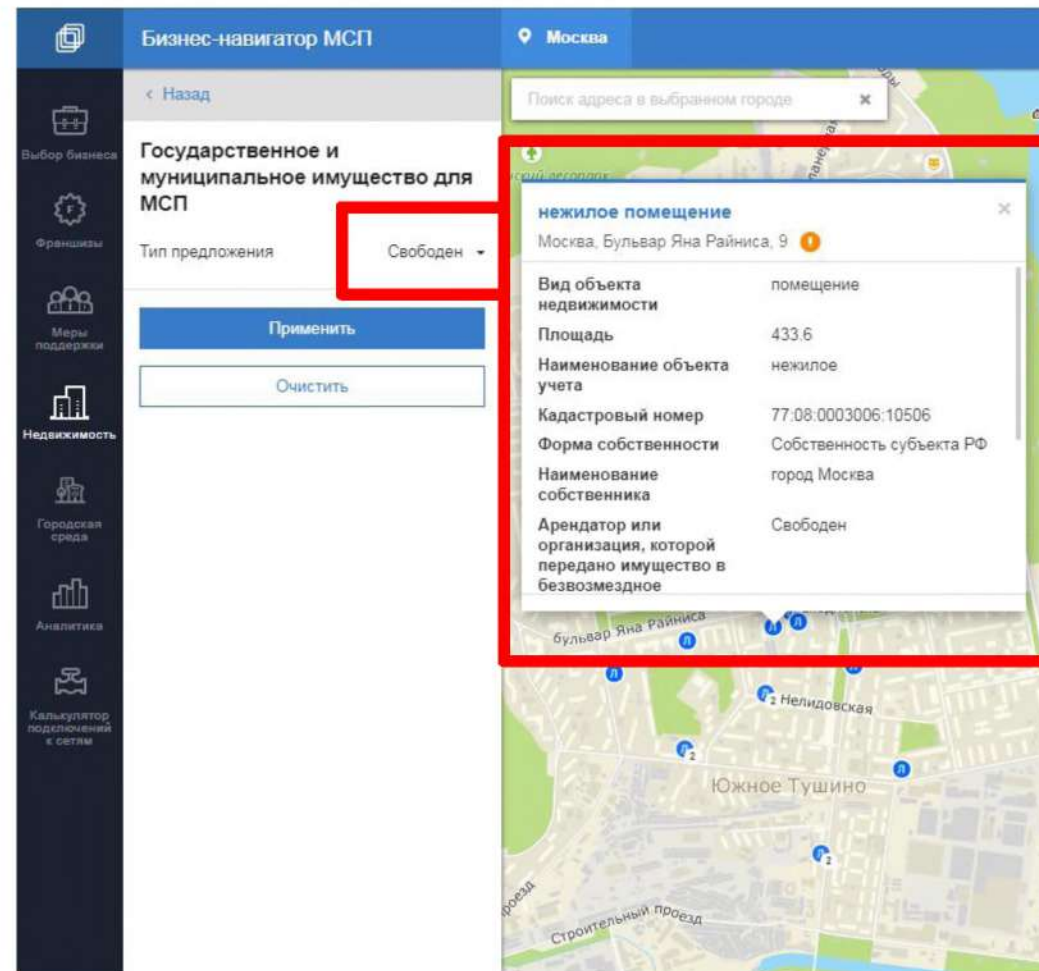 Бизнес-навигатор МСП
Москва
Назад
Поиск адреса в выбранном городе
Выбор бизнеса
Франшизы
Меры
поддержки
Недвижимость
Городская
среда
Аналитика
Калькулятор
подключений
к сетям
Государственное и
муниципальное имущество для
МСП
Тип предложения Свободен
Применить
Очистить
нежилое помещение
Москва, Бульвар Яна Райниса, 9
Вид объекта
недвижимости
помещение
Площадь 433.6
Наименование объекта
учета
нежилое
Кадастровый номер 77:08:0003006:10506
Форма собственности Собственность субъекта РФ
Наименование
собственника
город Москва
Арендатор или
организация, которой
передано имущество в
безвозмездное
Свободен
бульвар Яна Райниса
Л
Л
Л
Л
Л 2 Нелидовская
Л 2
Л
Южное Тушино
Л 2
Строительный проезд